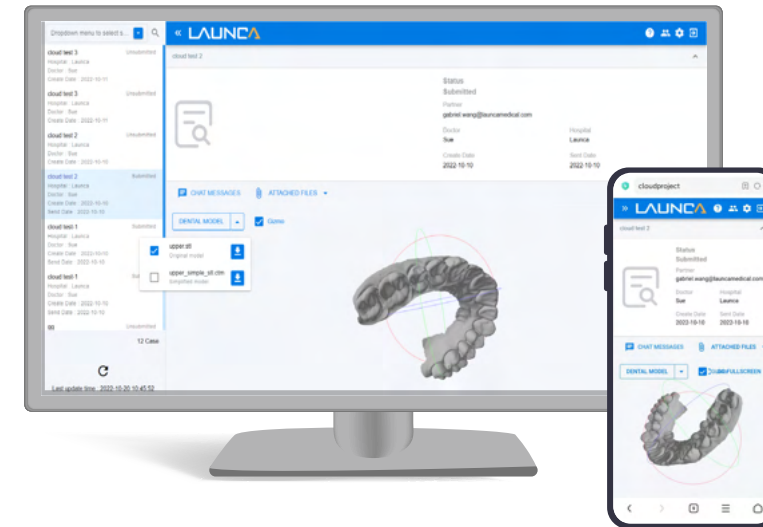 Dropdown menu to select s...
cloud test 3 Unsubmitted
Hospital : Launca
Doctor : Sue
Create Date : 2022-10-11
cloud test 3 Unsubmitted
Hospital : Launca
Doctor : Sue
Create Date : 2022-10-11
cloud test 2 Unsubmitted
Hospital : Launca
Doctor : Sue
Create Date : 2022-10-10
cloud test 2 Submitted
Hospital : Launca
Doctor : Sue
Create Date : 2022-10-10
Send Date : 2022-10-10
cloud test-1 Submitted
Hospital : Launca
Doctor : Sue
Create Date : 2022-10-10
Send Date : 2022-10-10
cloud test-1
Hospital : Launca
Doctor : Sue
Create Date : 2022-10-10
Send Date : 2022-10-10
Unsubmitted
12 Case
Last update time : 2022-10-20 10:45:52
« LAUNCA
cloud test 2
Status
Submitted
Partner
gabriel.wang@launcamedical.com
Doctor Hospital
Sue Launca
Create Date Sent Date
2022-10-10 2022-10-10
CHAT MESSAGES ATTACHED FILES
DENTAL MODEL Gizmo
upper.stl
Original model
upper_simple_stl.ctm
Simplified model
cloudproject
» LAUNCA
cloud test 2
Status
Submitted
Partner
gabriel.wang@launcamedical.com
Doctor Hospital
Sue Launca
Create Date Sent Date
2022-10-10 2022-10-10
CHAT MESSAGES ATTACHED FILES
DENTAL MODEL FULLSCREEN